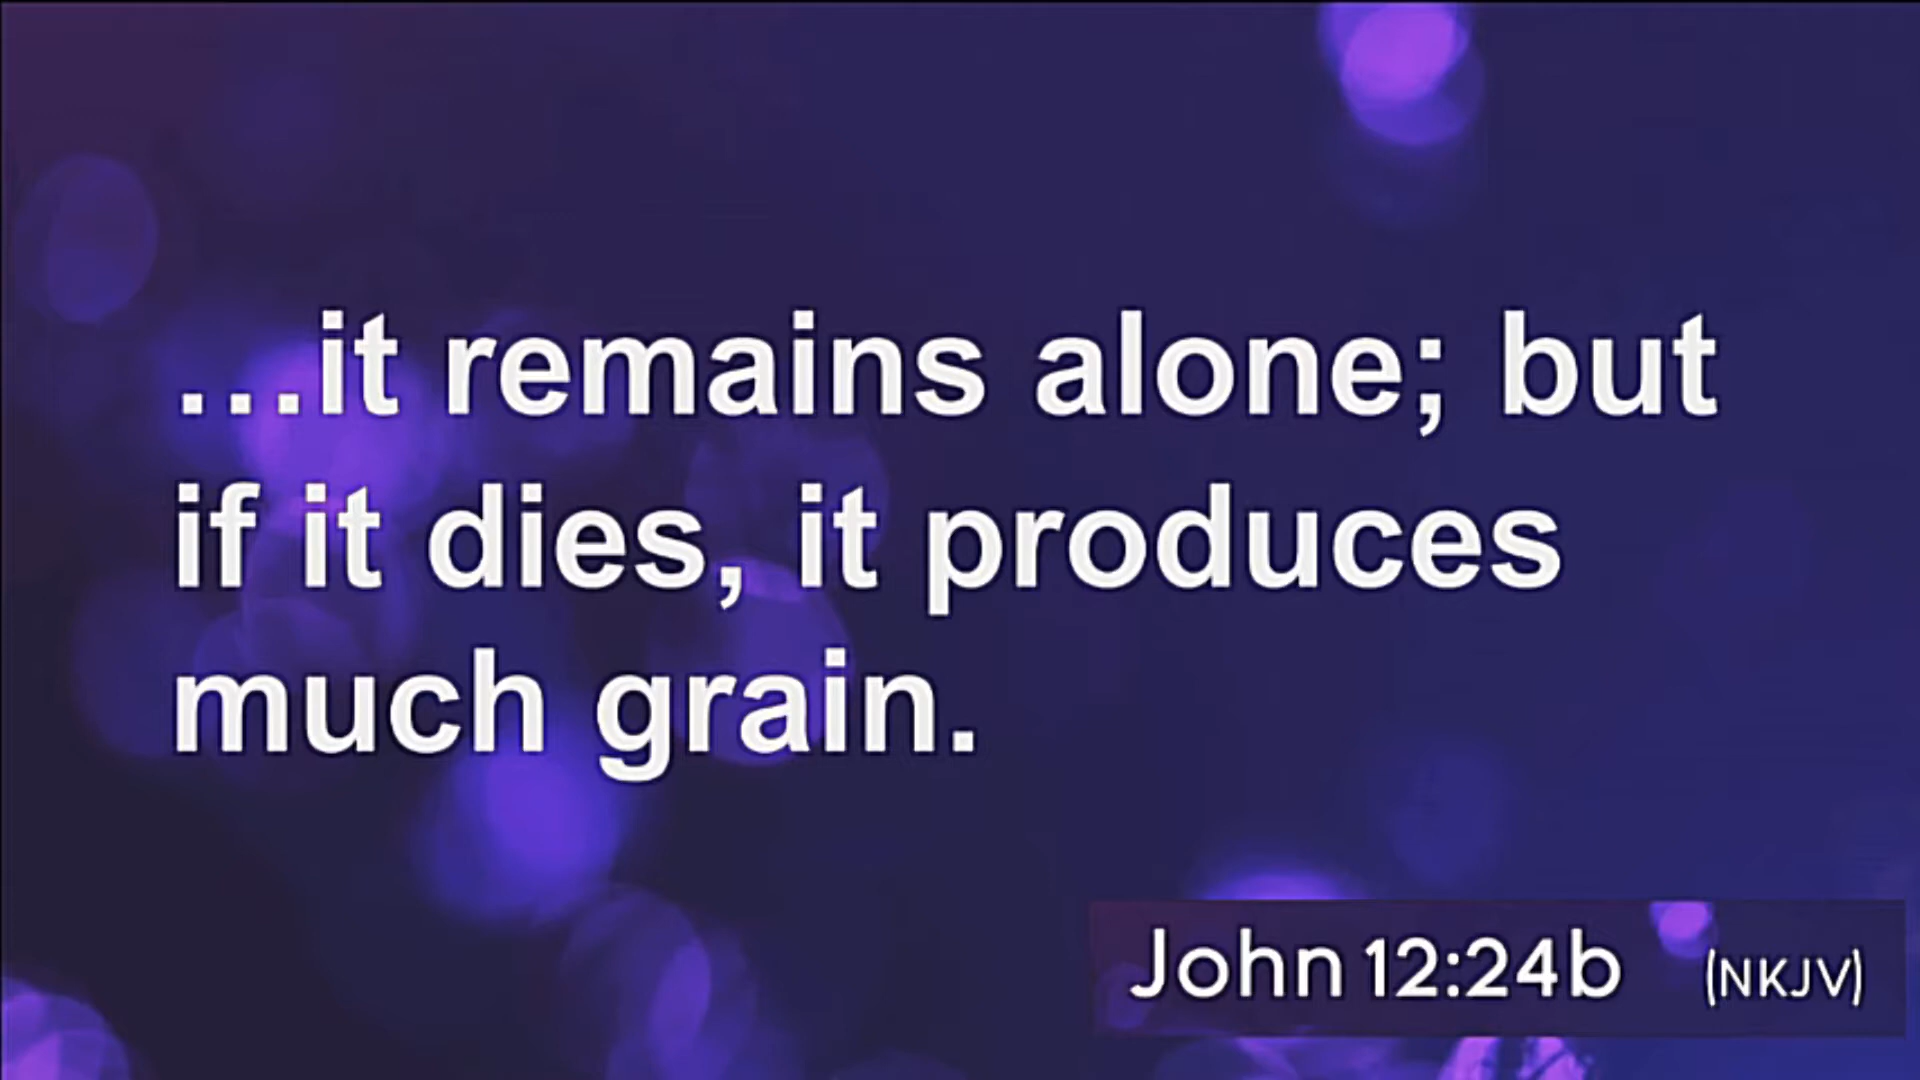 …it remains alone; but
if it dies, it produces
much grain.
John 12:24b (NKJV)